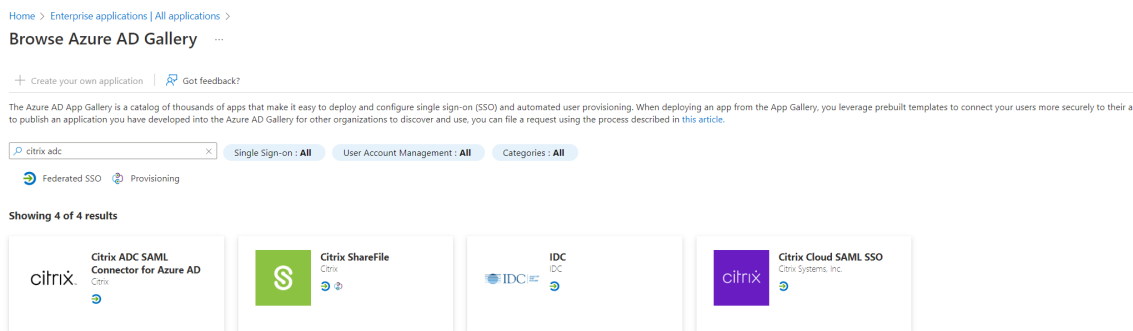 Home > Enterprise applications | All applications >
Browse Azure AD Gallery ...
+ Create your own application | Got feedback?
The Azure AD App Gallery is a catalog of thousands of apps that make it easy to deploy and configure single sign-on (SSO) and automated user provisioning. When deploying an app from the App Gallery, you leverage prebuilt templates to connect your users more securely to their a
to publish an application you have developed into the Azure AD Gallery for other organizations to discover and use, you can file a request using the process described in this article.
citrix adc × Single Sign-on : All User Account Management : All Categories : All
Federated SSO Provisioning
Showing 4 of 4 results
citrix
Citrix ADC SAML
Connector for Azure AD
Citrix
S
Citrix ShareFile
Citrix
IDC
IDC
IDC
citrix
Citrix Cloud SAML SSO
Citrix Systems. Inc.